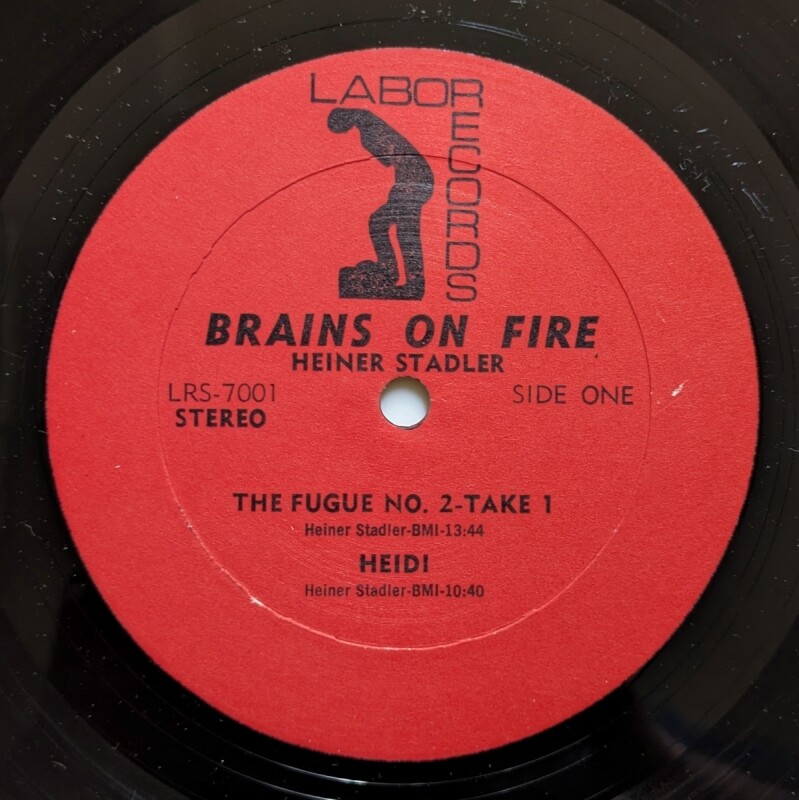 LABOR
RECORDS
BRAINS ON FIRE
HEINER STADLER
LRS-7001 SIDE ONE
STEREO
THE FUGUE NO. 2-TAKE 1
Heiner Stadler-BMI-13:44
HEIDI
Heiner Stadler-BMI-10:40